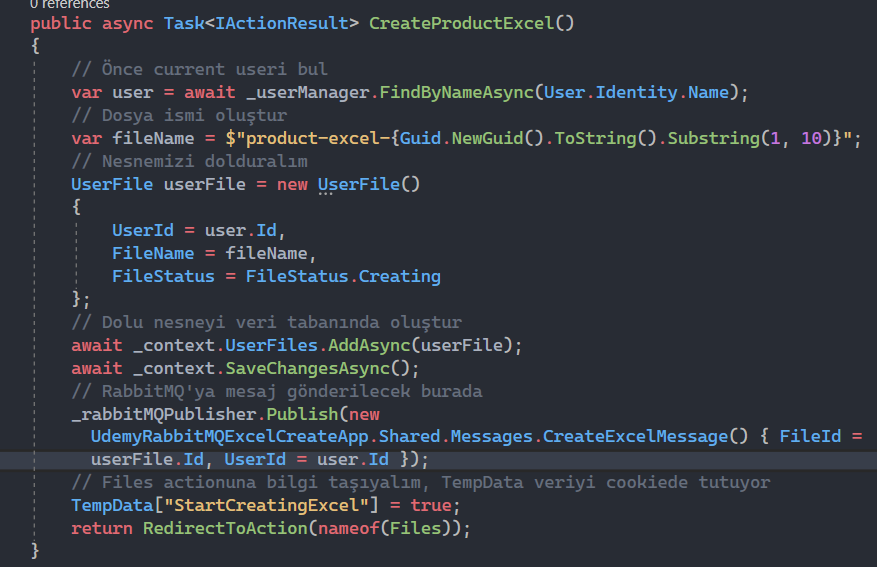 0 references
public async Task<IActionResult> CreateProductExcel()
{
// Önce current useri bul
var user = await _userManager.FindByNameAsync(User.Identity.Name);
// Dosya ismi oluştur
var fileName = $"product-excel-{Guid.NewGuid().ToString().Substring(1, 10)}";
// Nesnemizi dolduralım
UserFile userFile = new UserFile()
{
UserId = user.Id,
FileName = fileName,
FileStatus = FileStatus.Creating
};
// Dolu nesneyi veri tabanında oluştur
await _context.UserFiles.AddAsync(userFile);
await _context.SaveChangesAsync();
// RabbitMQ'ya mesaj gönderilecek burada
_rabbitMQPublisher.Publish(new
UdemyRabbitMQExcelCreateApp.Shared.Messages.CreateExcelMessage() { FileId =
userFile.Id, UserId = user.Id });
// Files actionuna bilgi taşıyalım, TempData veriyi cookiede tutuyor
TempData["StartCreatingExcel"] = true;
return RedirectToAction(nameof(Files));
}